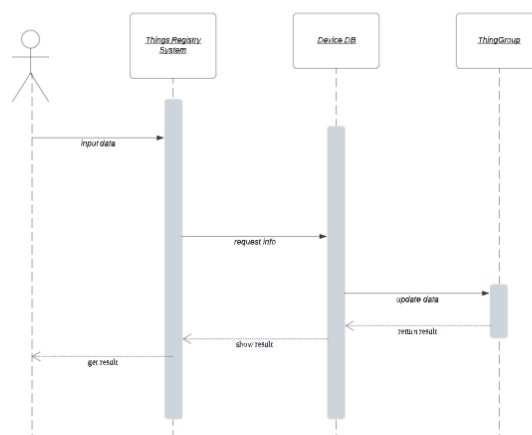 Things Registry
System
Device DB
ThingGroup
input data
request info
update data
return result
show result
get result